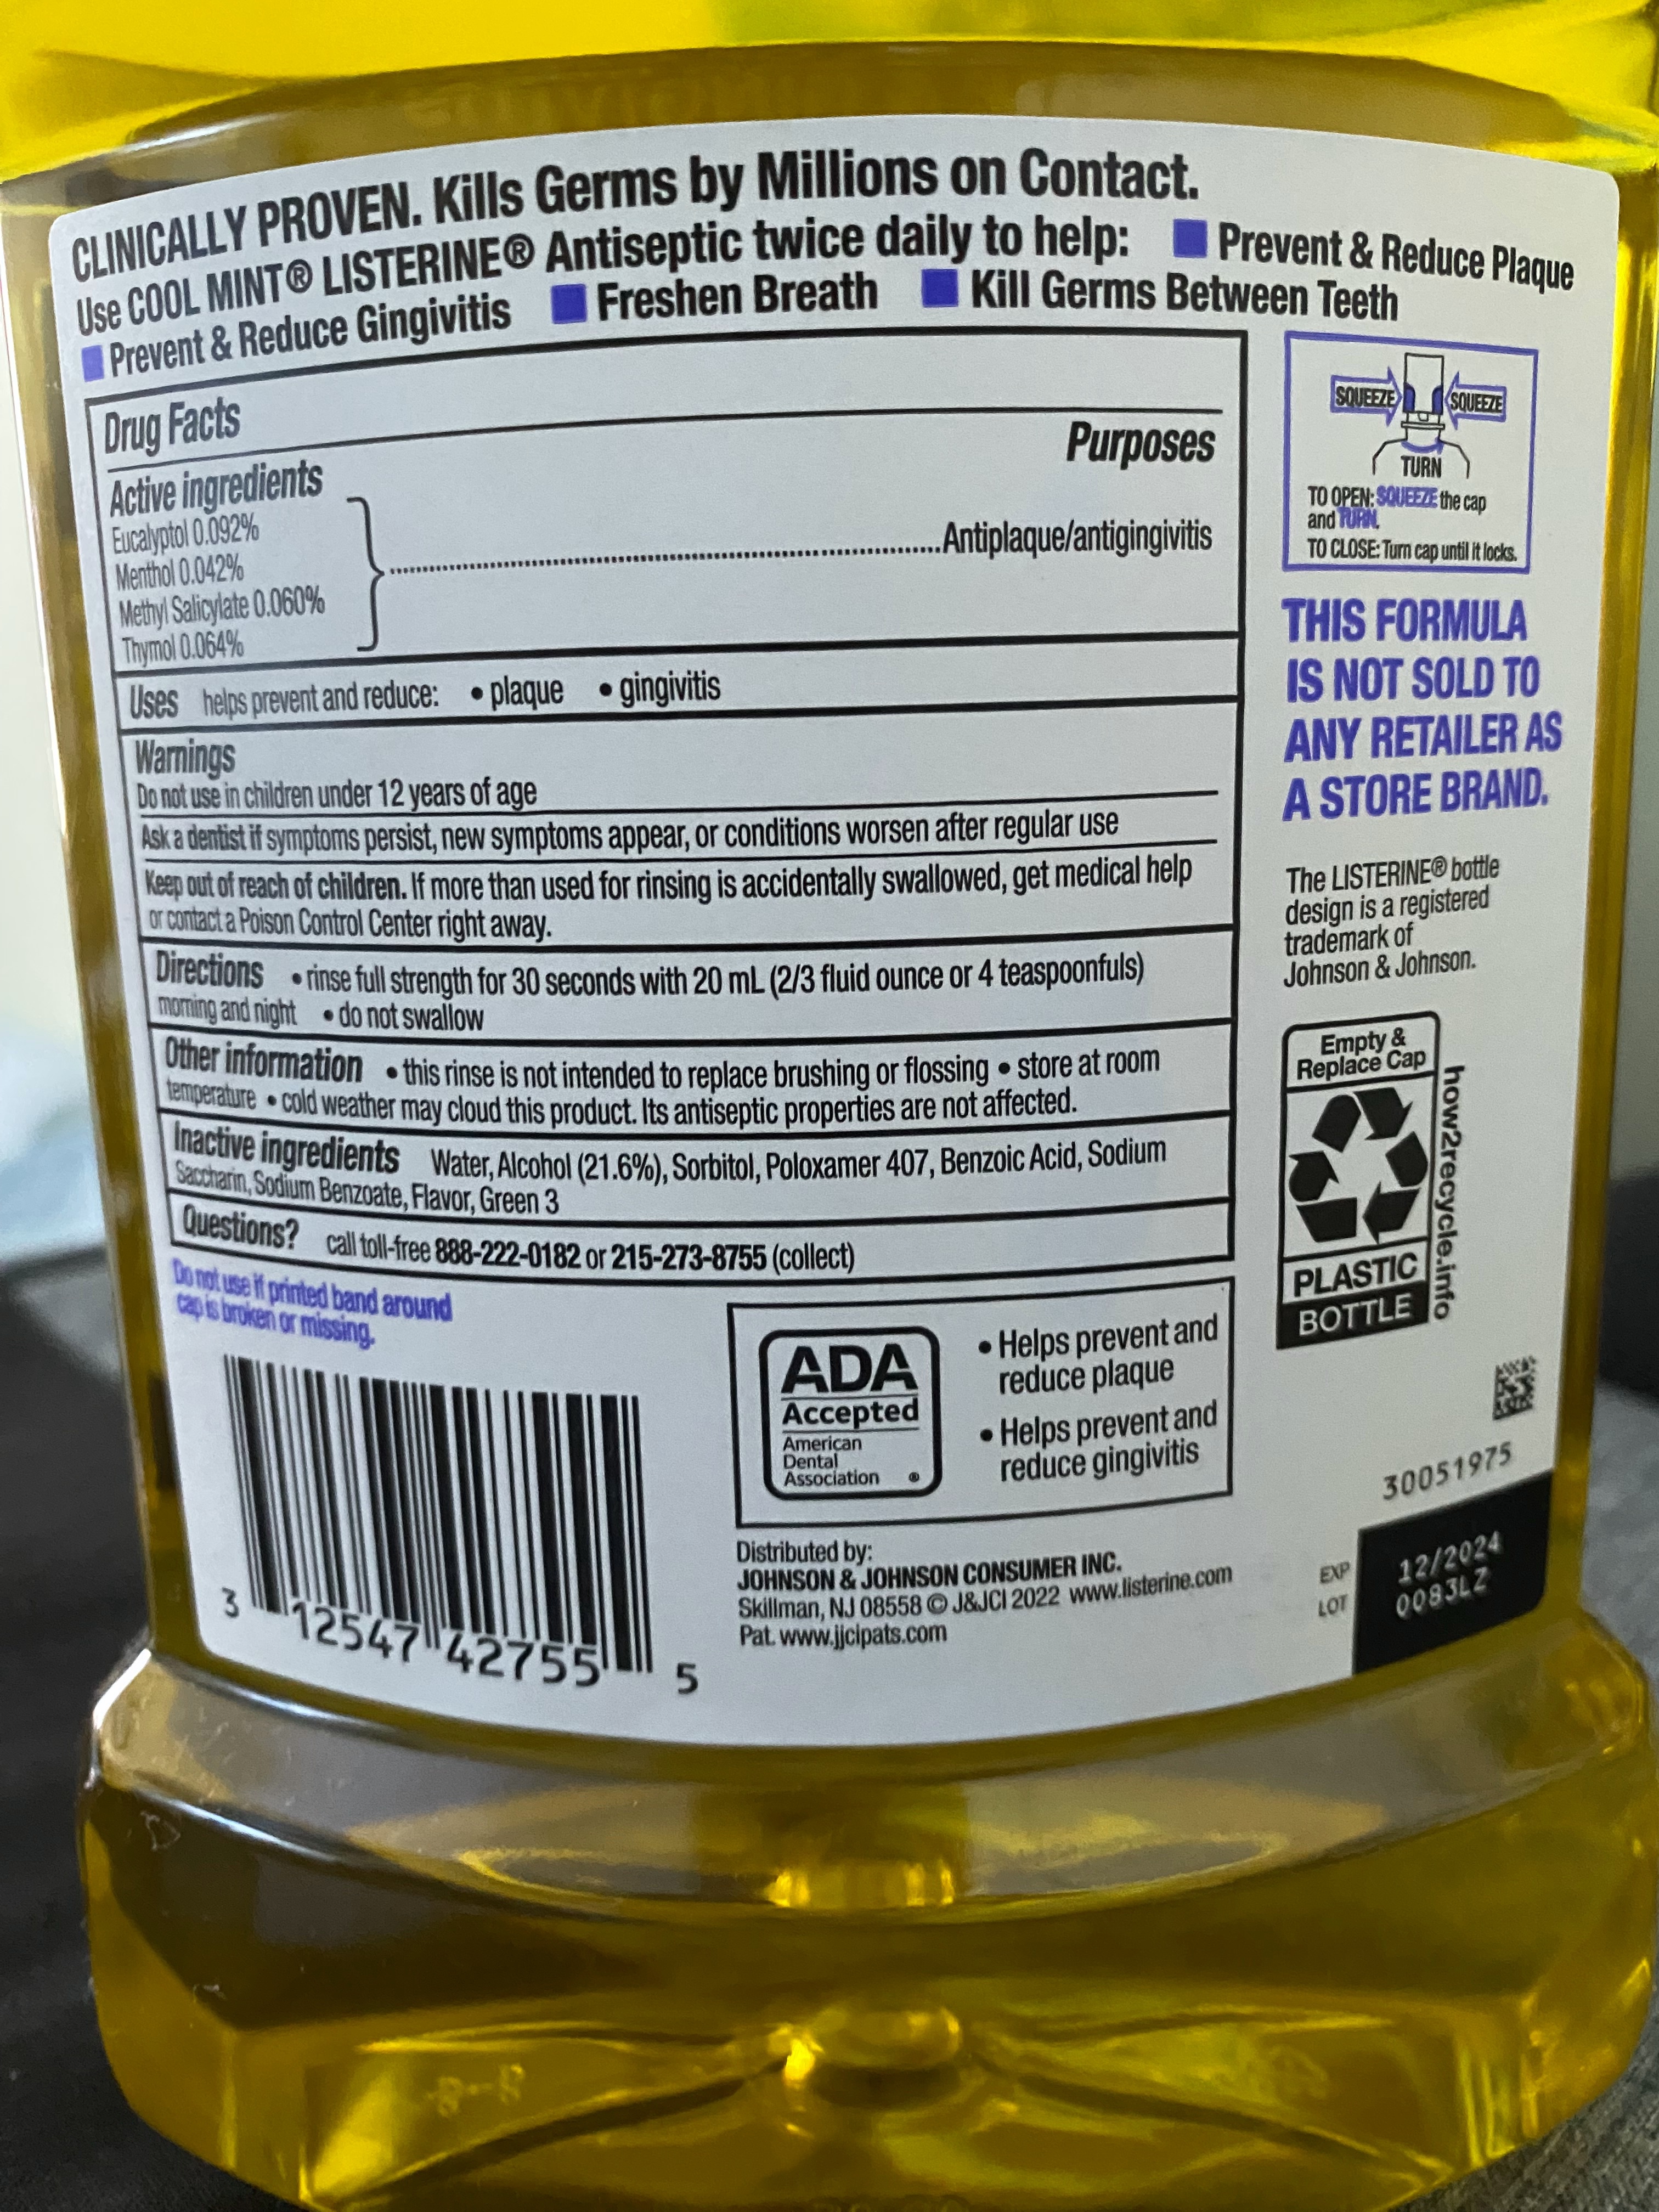 CLINICALLY PROVEN. Kills Germs by Millions on Contact.
Use COOL MINT® LISTERINE® Antiseptic twice daily to help: ■ Prevent & Reduce Plaque
■ Prevent & Reduce Gingivitis ■ Freshen Breath ■ Kill Germs Between Teeth
Drug Facts
Active ingredients
Purposes
Eucalyptol 0.092%
Menthol 0.042%
Methyl Salicylate 0.060%
Thymol 0.064%
Antiplaque/antigingivitis
Uses helps prevent and reduce: • plaque • gingivitis
Warnings
Do not use in children under 12 years of age
Ask a dentist if symptoms persist, new symptoms appear, or conditions worsen after regular use
Keep out of reach of children. If more than used for rinsing is accidentally swallowed, get medical help
or contact a Poison Control Center right away.
Directions • rinse full strength for 30 seconds with 20 mL (2/3 fluid ounce or 4 teaspoonfuls)
morning and night • do not swallow
Other information • this rinse is not intended to replace brushing or flossing • store at room
temperature • cold weather may cloud this product. Its antiseptic properties are not affected.
Inactive ingredients Water, Alcohol (21.6%), Sorbitol, Poloxamer 407, Benzoic Acid, Sodium
Saccharin, Sodium Benzoate, Flavor, Green 3
Questions? call toll-free 888-222-0182 or 215-273-8755 (collect)
Do not use if printed band around
cap is broken or missing.
3 12547 42755 5
ADA
Accepted
American
Dental
Association ®
• Helps prevent and
reduce plaque
• Helps prevent and
reduce gingivitis
Distributed by:
JOHNSON & JOHNSON CONSUMER INC.
Skillman, NJ 08558 © J&JCI 2022 www.listerine.com
Pat. www.jjcipats.com
SQUEEZE SQUEEZE
TURN
TO OPEN: SQUEEZE the cap
and TURN.
TO CLOSE: Turn cap until it locks.
THIS FORMULA
IS NOT SOLD TO
ANY RETAILER AS
A STORE BRAND.
The LISTERINE® bottle
design is a registered
trademark of
Johnson & Johnson.
Empty &
Replace Cap
PLASTIC
BOTTLE
how2recycle.info
30051975
EXP 12/2024
LOT 0083LZ